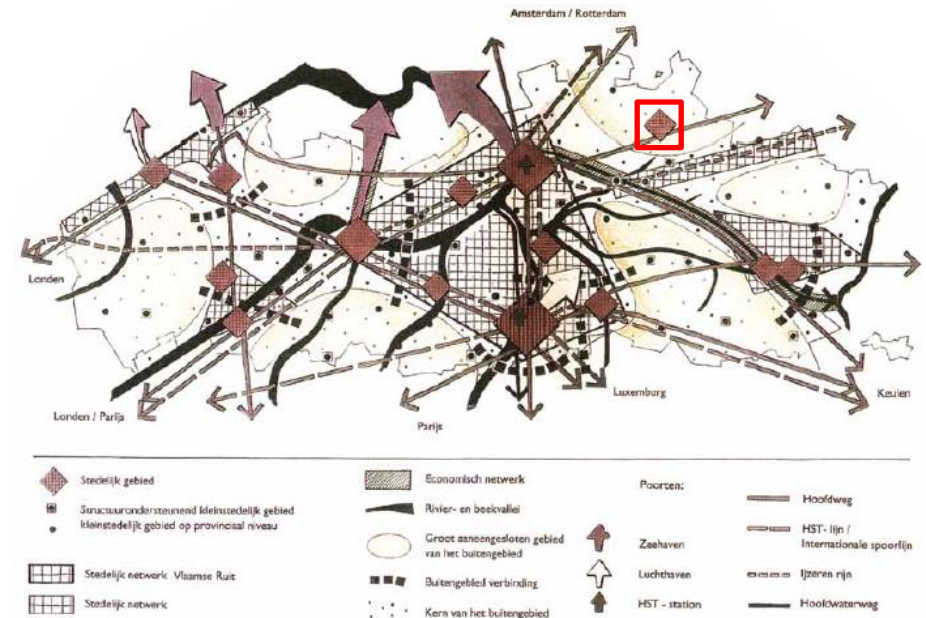 Amsterdam / Rotterdam
Londen
Londen / Parijs
Parijs
Luxemburg
Keulen
Stedelijk gebied
Structuurondersteunend kleinstedelijk gebied
kleinstedelijk gebied op provinciaal niveau
Stedelijk netwerk Vlaamse Ruit
Stedelijk netwerk
Economisch netwerk
Rivier- en beekvallei
Groot aaneengesloten gebied
van het buitengebied
Buitengebied verbinding
Kern van het buitengebied
Poorten:
Zeehaven
Luchthaven
HST - station
Hoofdweg
HST- lijn /
Internationale spoorlijn
Ijzeren rijn
Hoofdwaterweg